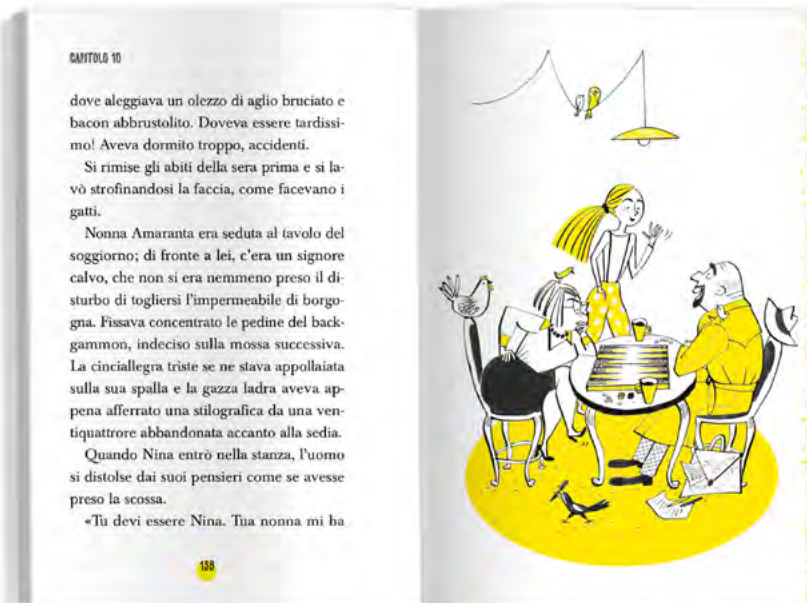 CAPITOLO 10
dove aleggiava un olezzo di aglio bruciato e
bacon abbrustolito. Doveva essere tardissi-
mo! Aveva dormito troppo, accidenti.
Si rimise gli abiti della sera prima e si la-
vò strofinandosi la faccia, come facevano i
gatti.
Nonna Amaranta era seduta al tavolo del
soggiorno; di fronte a lei, c'era un signore
calvo, che non si era nemmeno preso il di-
sturbo di togliersi l'impermeabile di borgo-
gna. Fissava concentrato le pedine del back-
gammon, indeciso sulla mossa successiva.
La cinciallegra triste se ne stava appollaiata
sulla sua spalla e la gazza ladra aveva ap-
pena afferrato una stilografica da una ven-
tiquattrore abbandonata accanto alla sedia.
Quando Nina entrò nella stanza, l'uomo
si distolse dai suoi pensieri come se avesse
preso la scossa.
«Tu devi essere Nina. Tua nonna mi ha
138